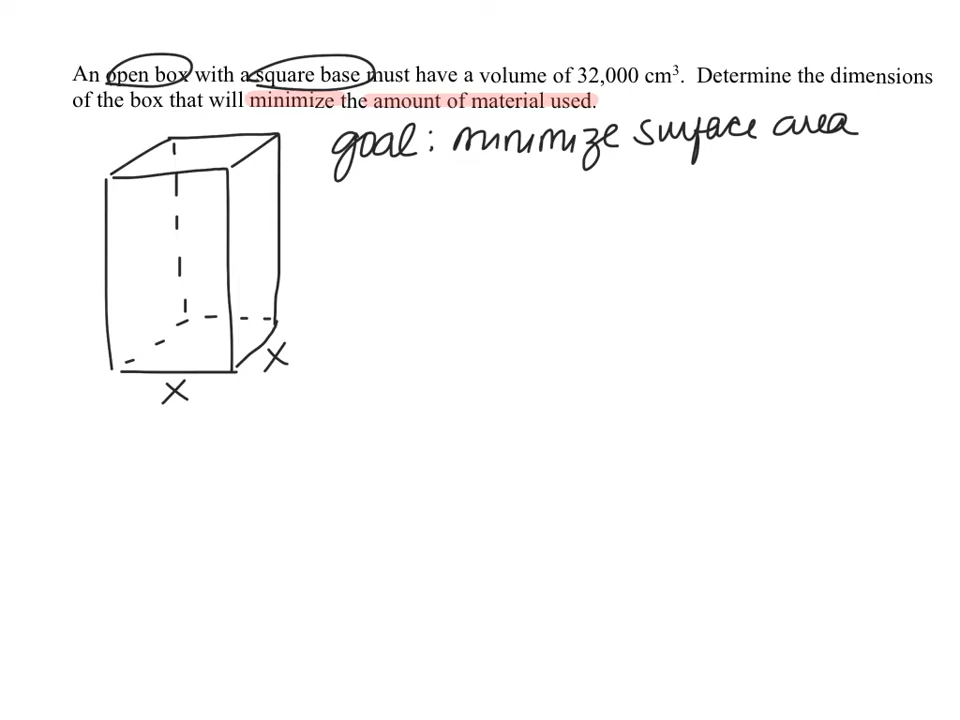 An open box with a square base must have a volume of 32,000 cm³. Determine the dimensions
of the box that will minimize the amount of material used.
goal: minimize surface area
x
x